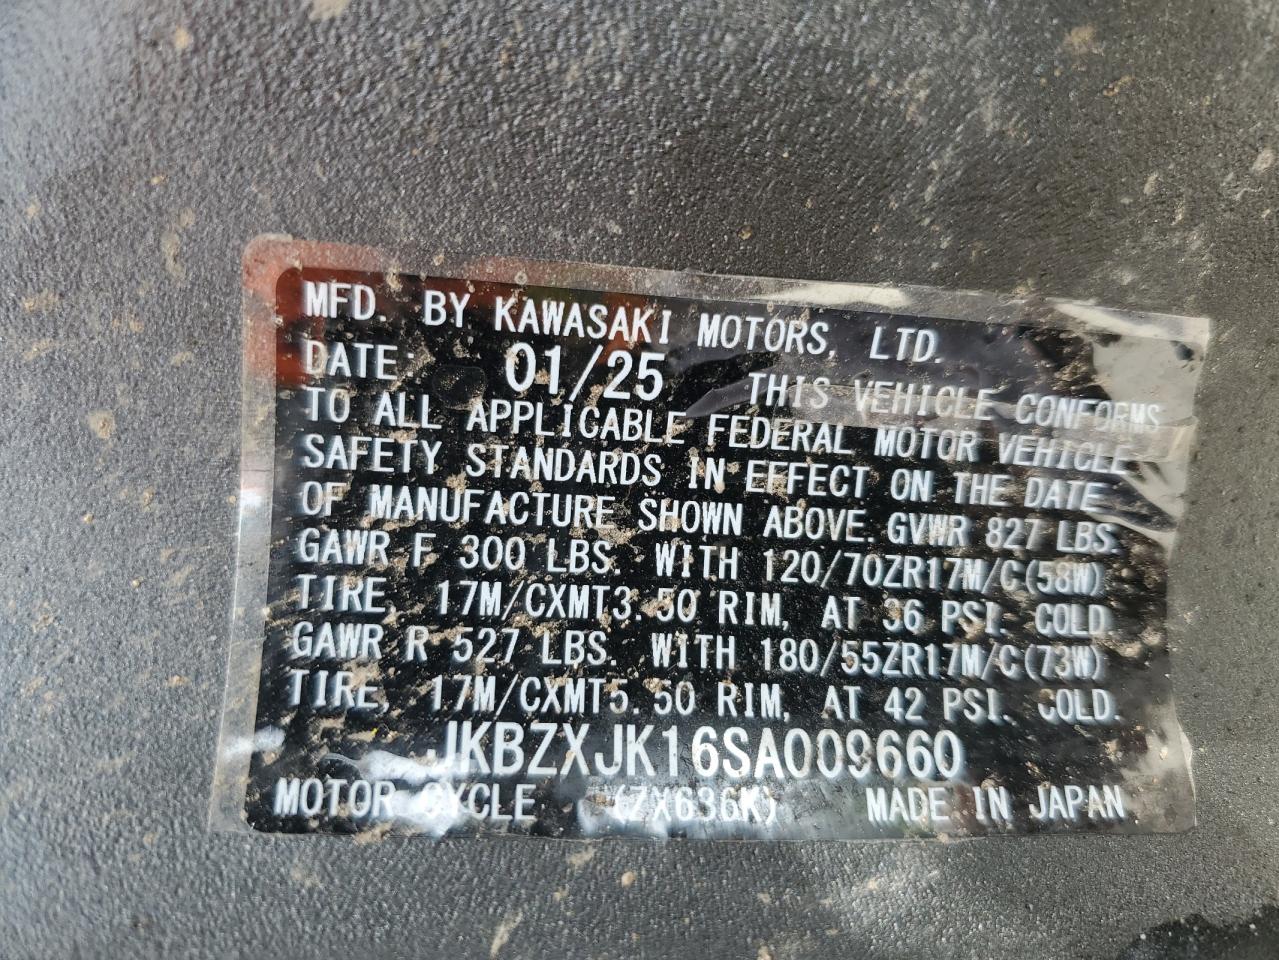 MFD. BY KAWASAKI MOTORS, LTD.
DATE: 01/25 THIS VEHICLE CONFORMS
TO ALL APPLICABLE FEDERAL MOTOR VEHICLE
SAFETY STANDARDS IN EFFECT ON THE DATE
OF MANUFACTURE SHOWN ABOVE. GVWR 827 LBS.
GAWR F 300 LBS. WITH 120/70ZR17M/C(58W)
TIRE, 17M/CXMT3.50 RIM, AT 36 PSI. COLD.
GAWR R 527 LBS. WITH 180/55ZR17M/C(73W)
TIRE, 17M/CXMT5.50 RIM, AT 42 PSI. COLD.
JKBZXJK16SA009660
MOTOR CYCLE (ZX636K) MADE IN JAPAN